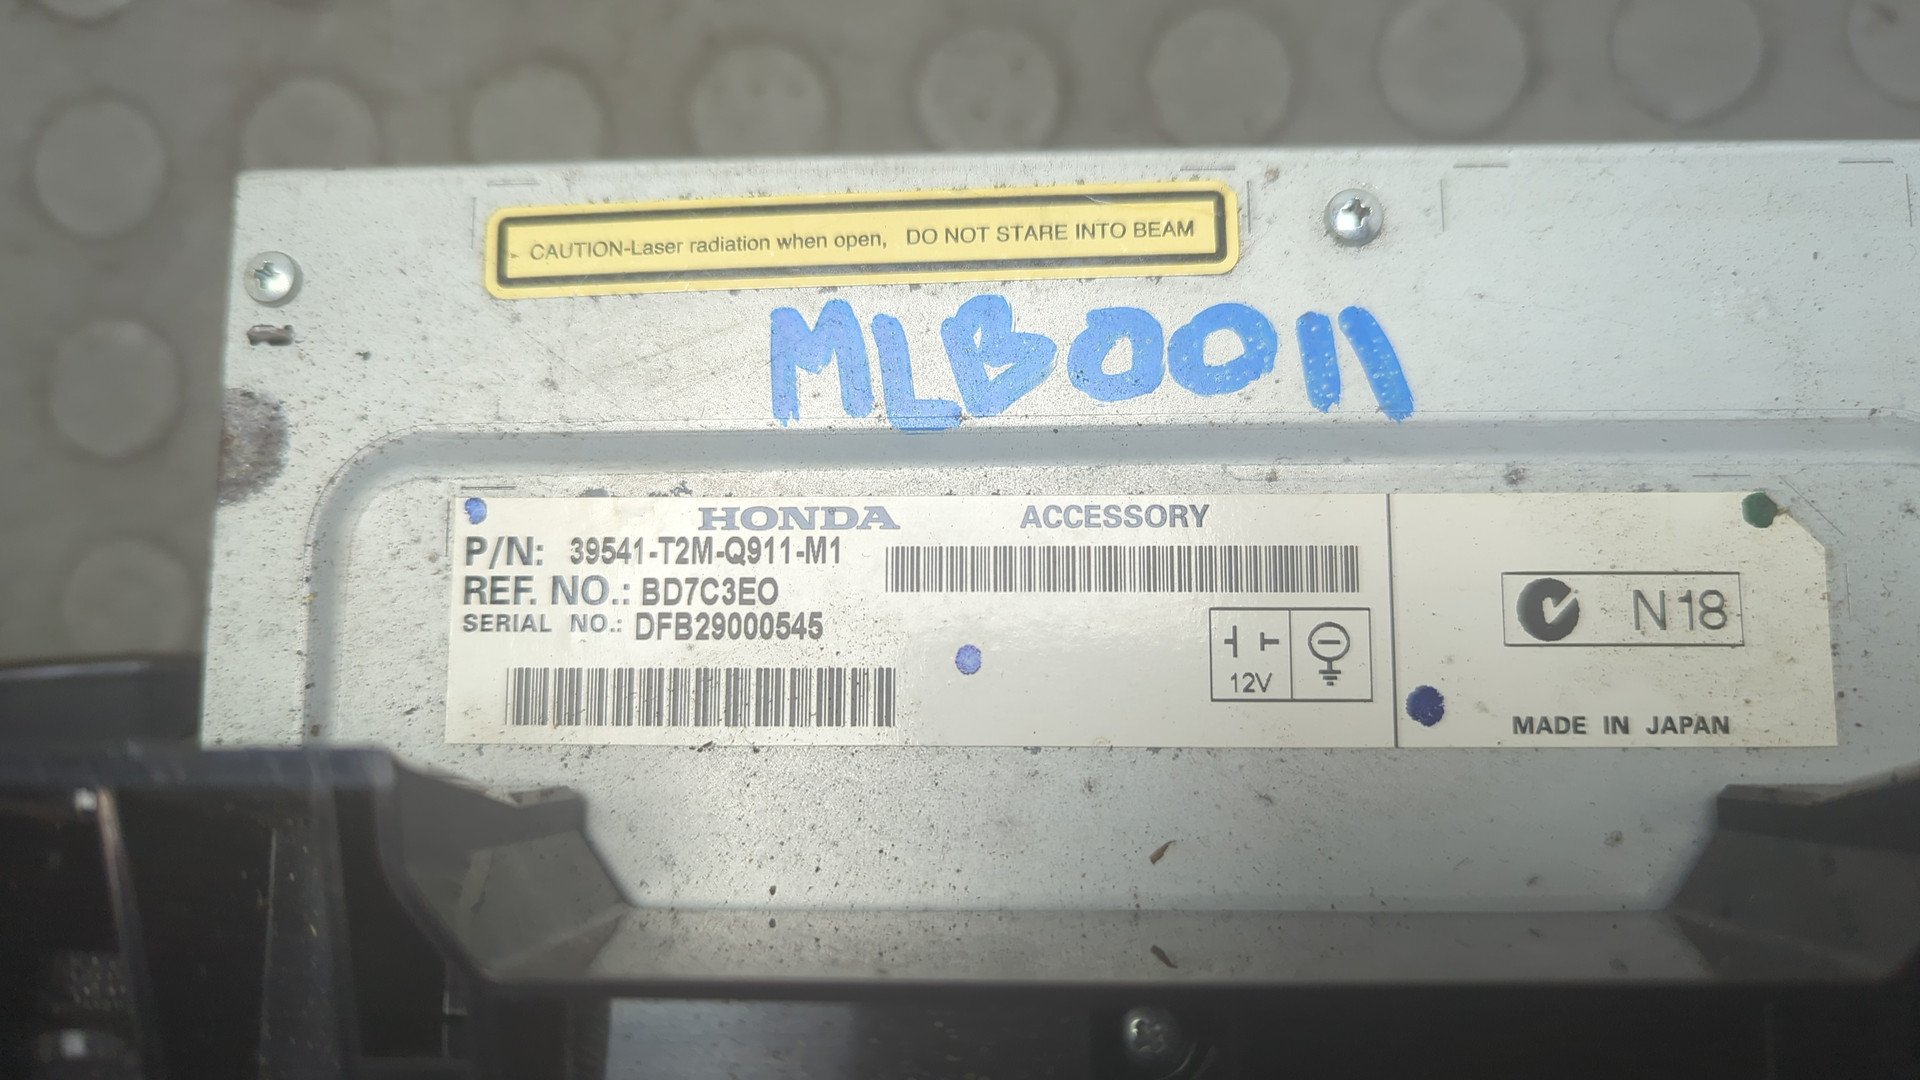 CAUTION-Laser radiation when open, DO NOT STARE INTO BEAM
MLB0011
HONDA ACCESSORY
P/N: 39541-T2M-Q911-M1
REF. NO.: BD7C3EO
SERIAL NO.: DFB29000545
12V
N18
MADE IN JAPAN